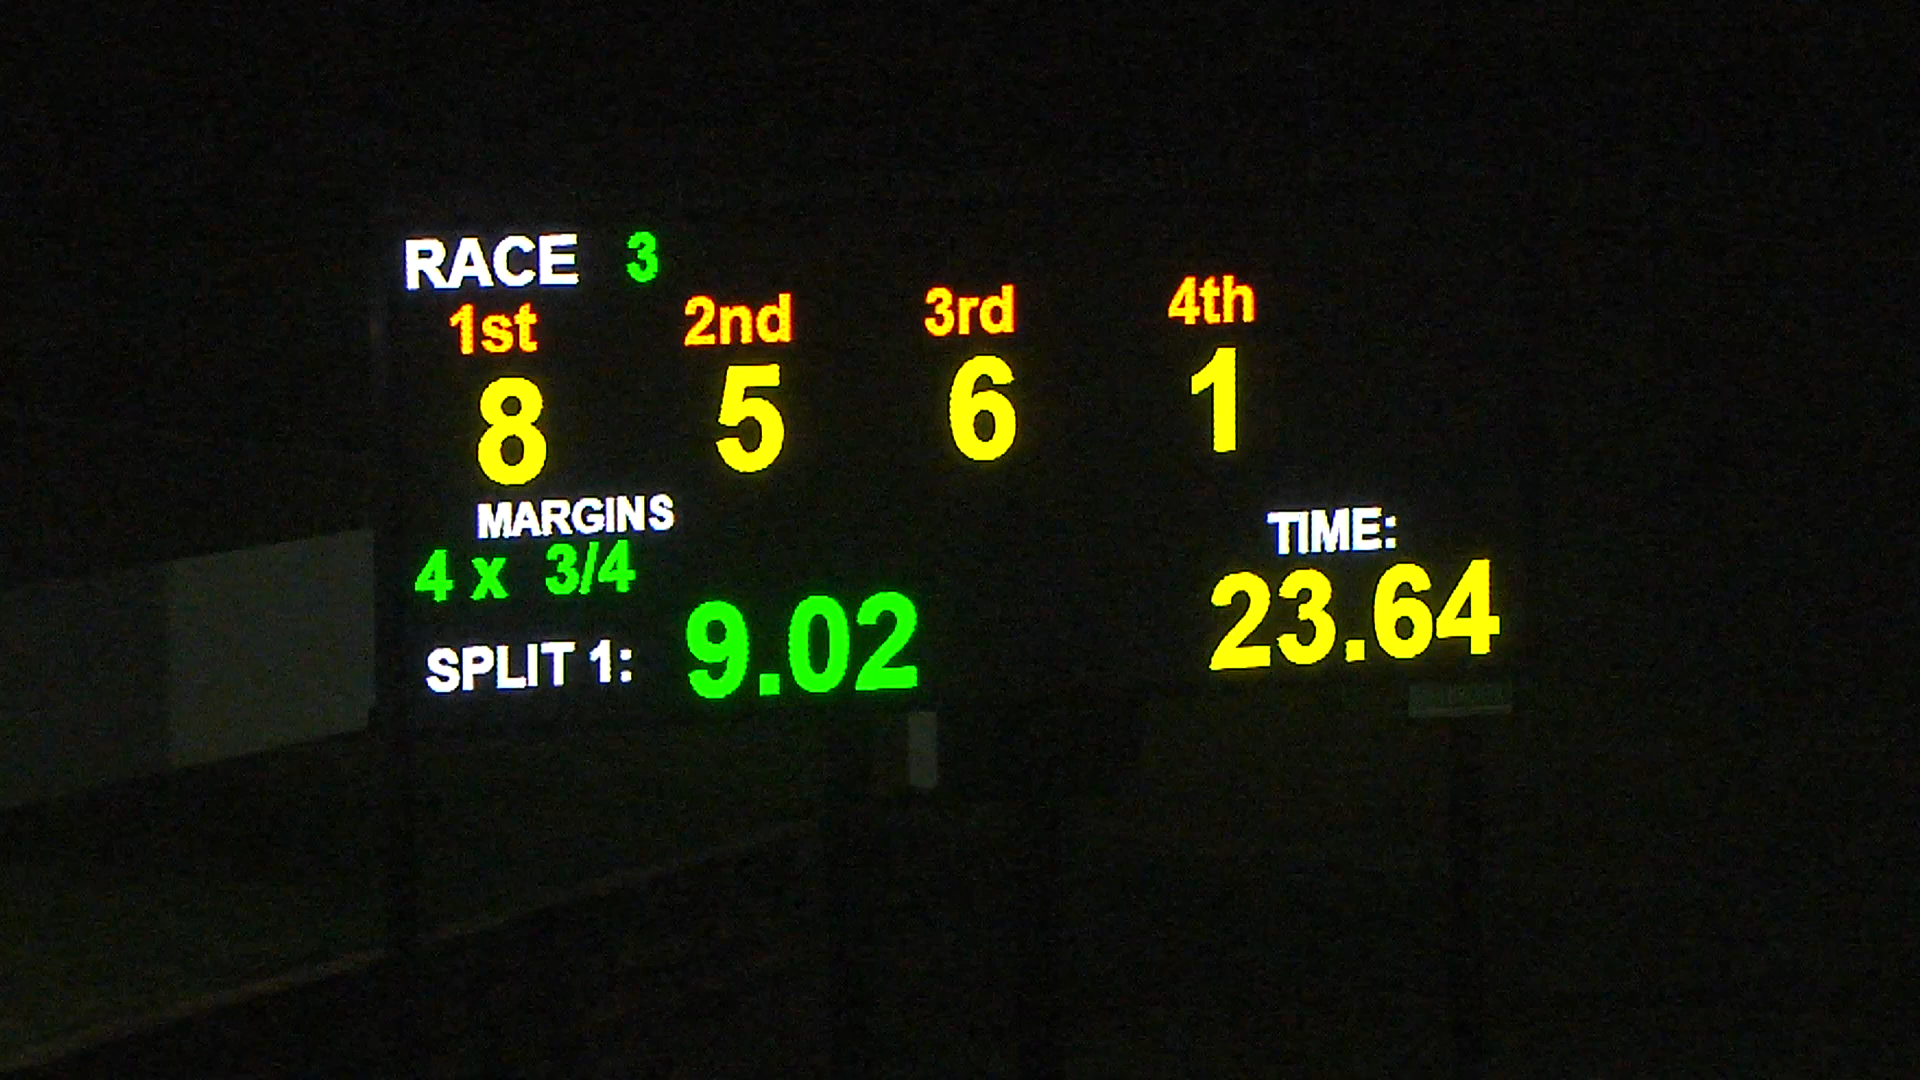 RACE 3
1st 2nd 3rd 4th
8 5 6 1
MARGINS
4 x 3/4
TIME:
23.64
SPLIT 1: 9.02